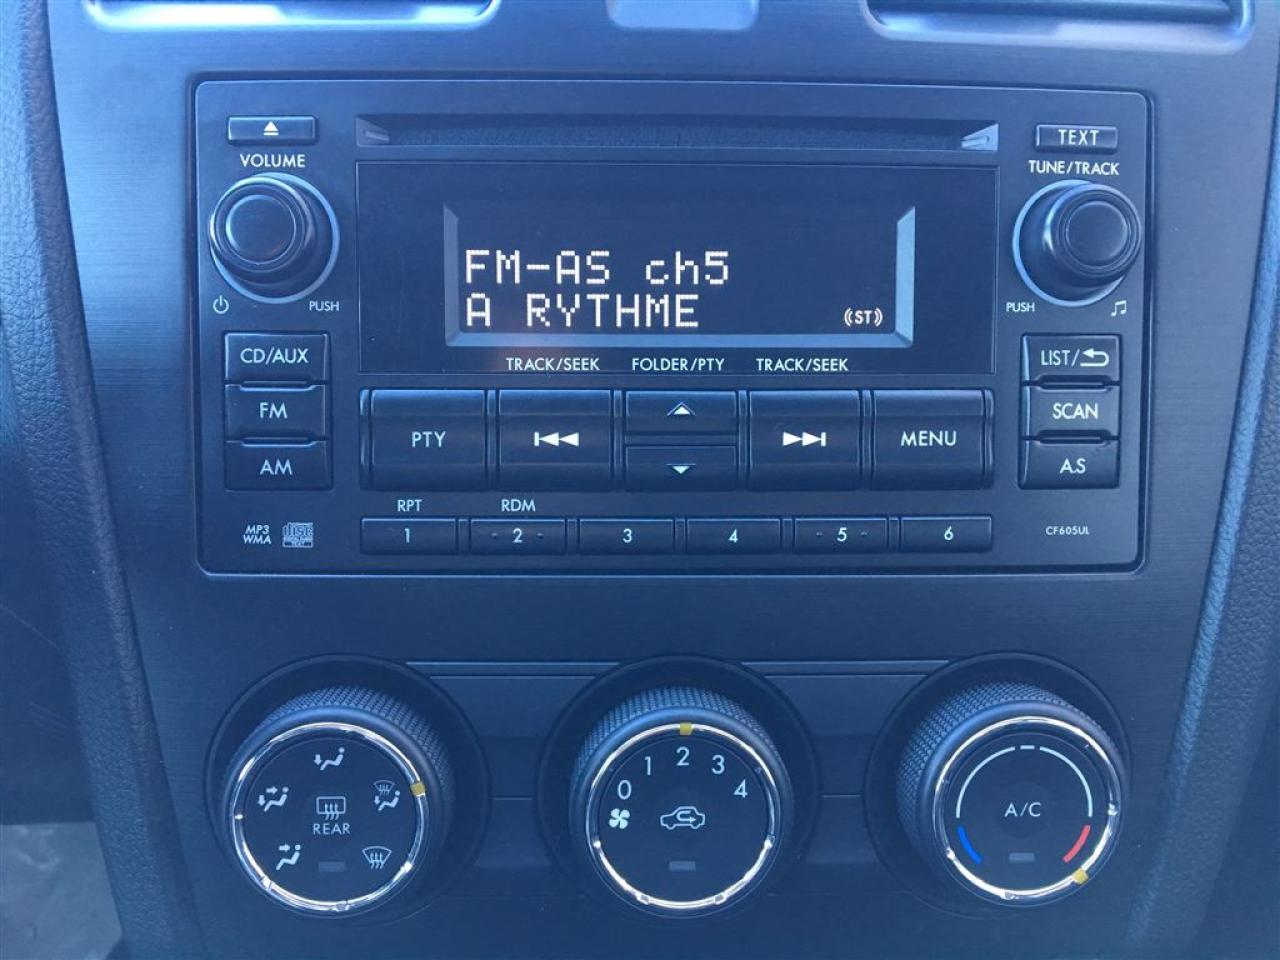 VOLUME
TEXT
TUNE/TRACK
FM-AS ch5
A RYTHME
(ST)
PUSH
PUSH
TRACK/SEEK
FOLDER/PTY
TRACK/SEEK
CD/AUX
FM
AM
PTY
MENU
LIST/
SCAN
A.S
RPT
RDM
1
2
3
4
5
6
MP3
WMA
disc
CF605UL
REAR
0
1
2
3
4
A/C